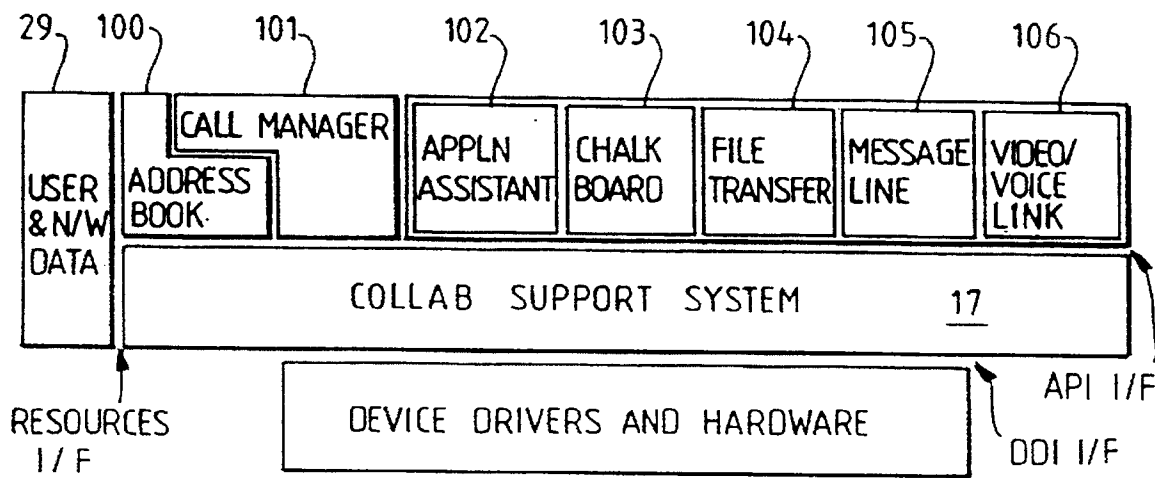 29
100
101
102
103
104
105
106
USER
& N/W
DATA
CALL MANAGER
ADDRESS
BOOK.
APPLN
ASSISTANT
CHALK
BOARD
FILE
TRANSFER
MESSAGE
LINE
VIDEO/
VOICE
LINK
COLLAB SUPPORT SYSTEM 17
RESOURCES
I/F
DEVICE DRIVERS AND HARDWARE
DDI I/F
API I/F